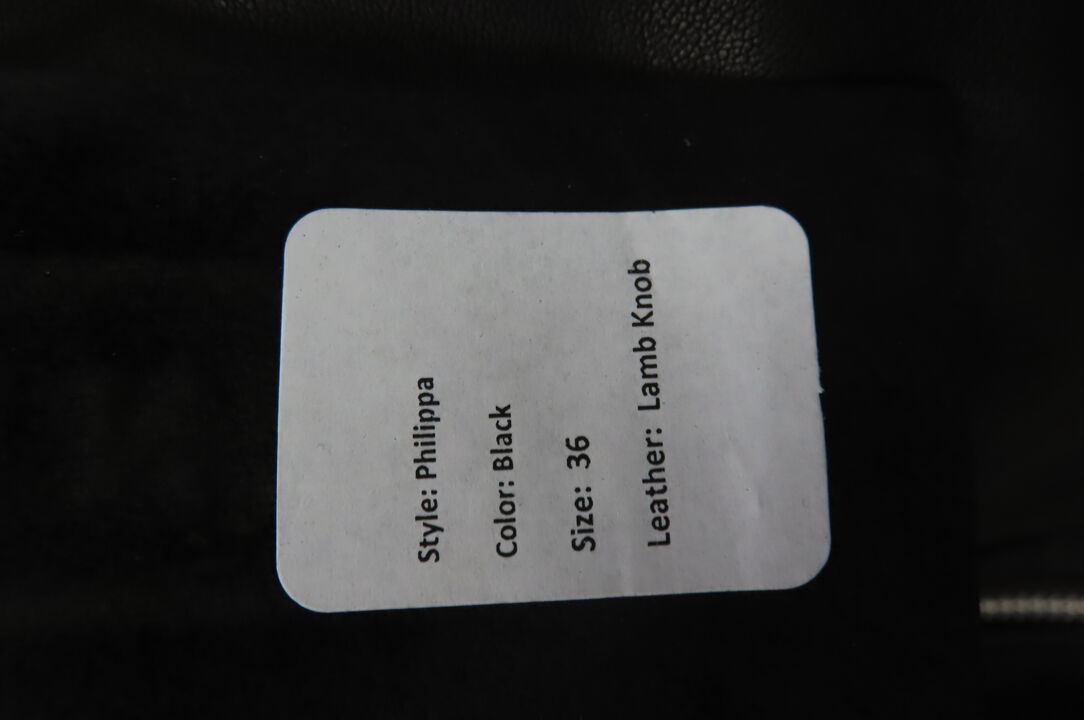 Style: Philippa
Color: Black
Size: 36
Leather: Lamb Knob